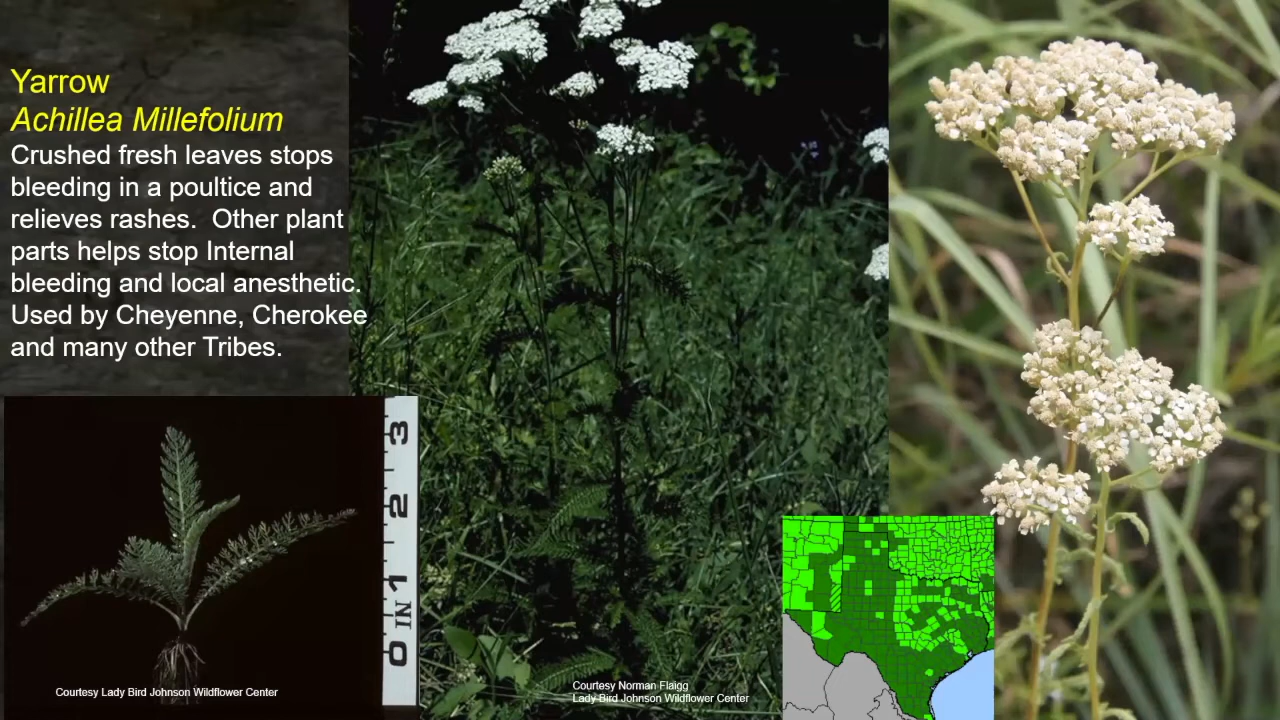 Yarrow
Achillea Millefolium
Crushed fresh leaves stops
bleeding in a poultice and
relieves rashes.  Other plant
parts helps stop Internal
bleeding and local anesthetic.
Used by Cheyenne, Cherokee
and many other Tribes.
3
2
1
IN
0
Courtesy Lady Bird Johnson Wildflower Center
Courtesy Norman Flaigg
Lady Bird Johnson Wildflower Center